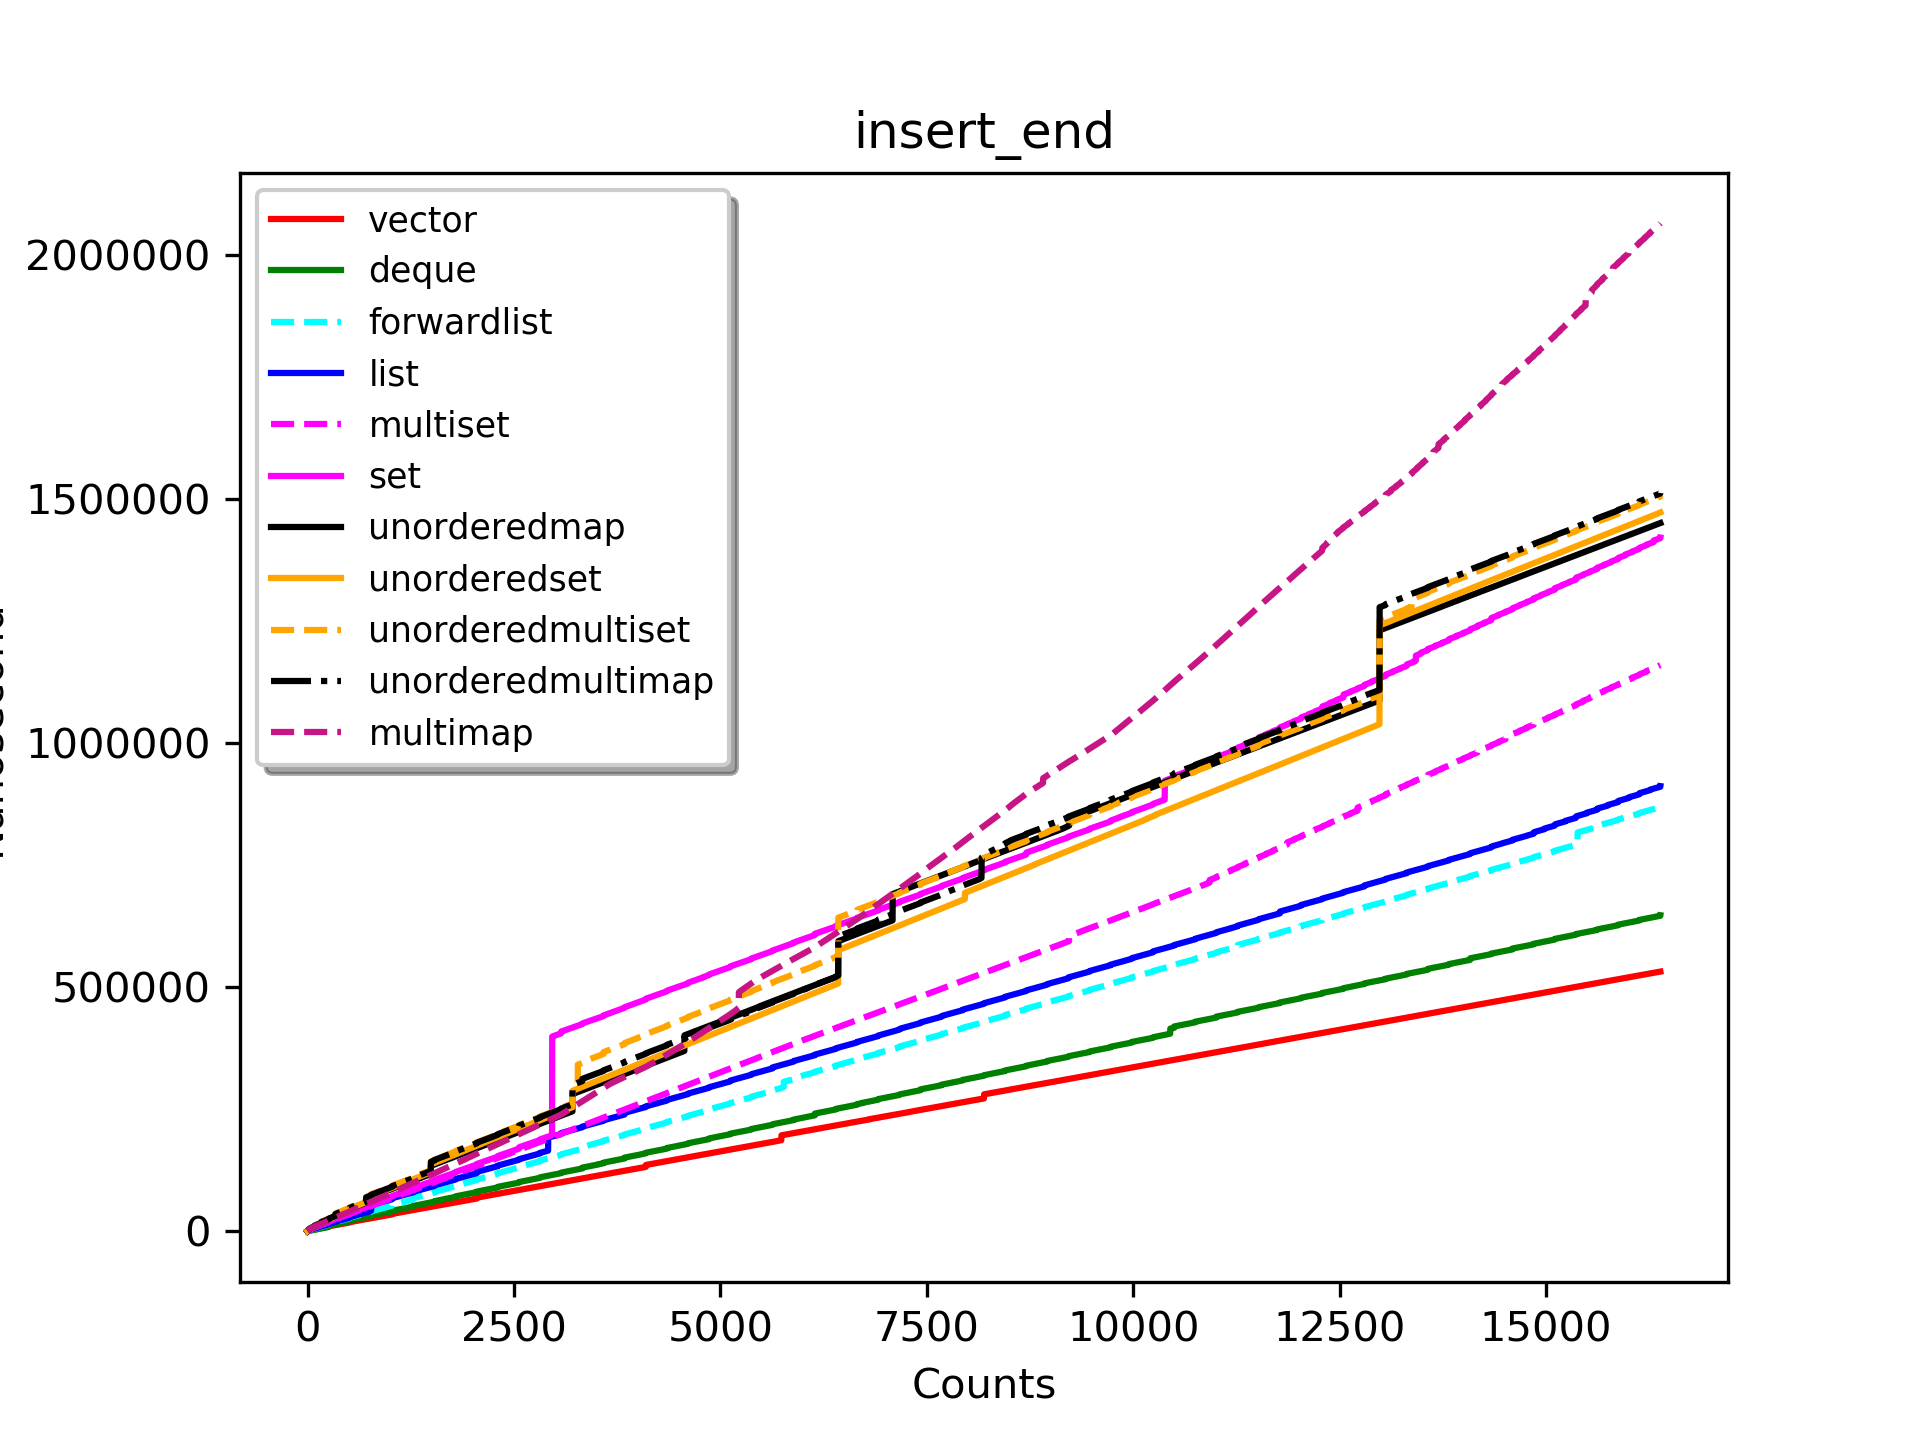 insert_end
vector
deque
forwardlist
list
multiset
set
unorderedmap
unorderedset
unorderedmultiset
unorderedmultimap
multimap
2000000
1500000
1000000
500000
0
0 2500 5000 7500 10000 12500 15000
Counts